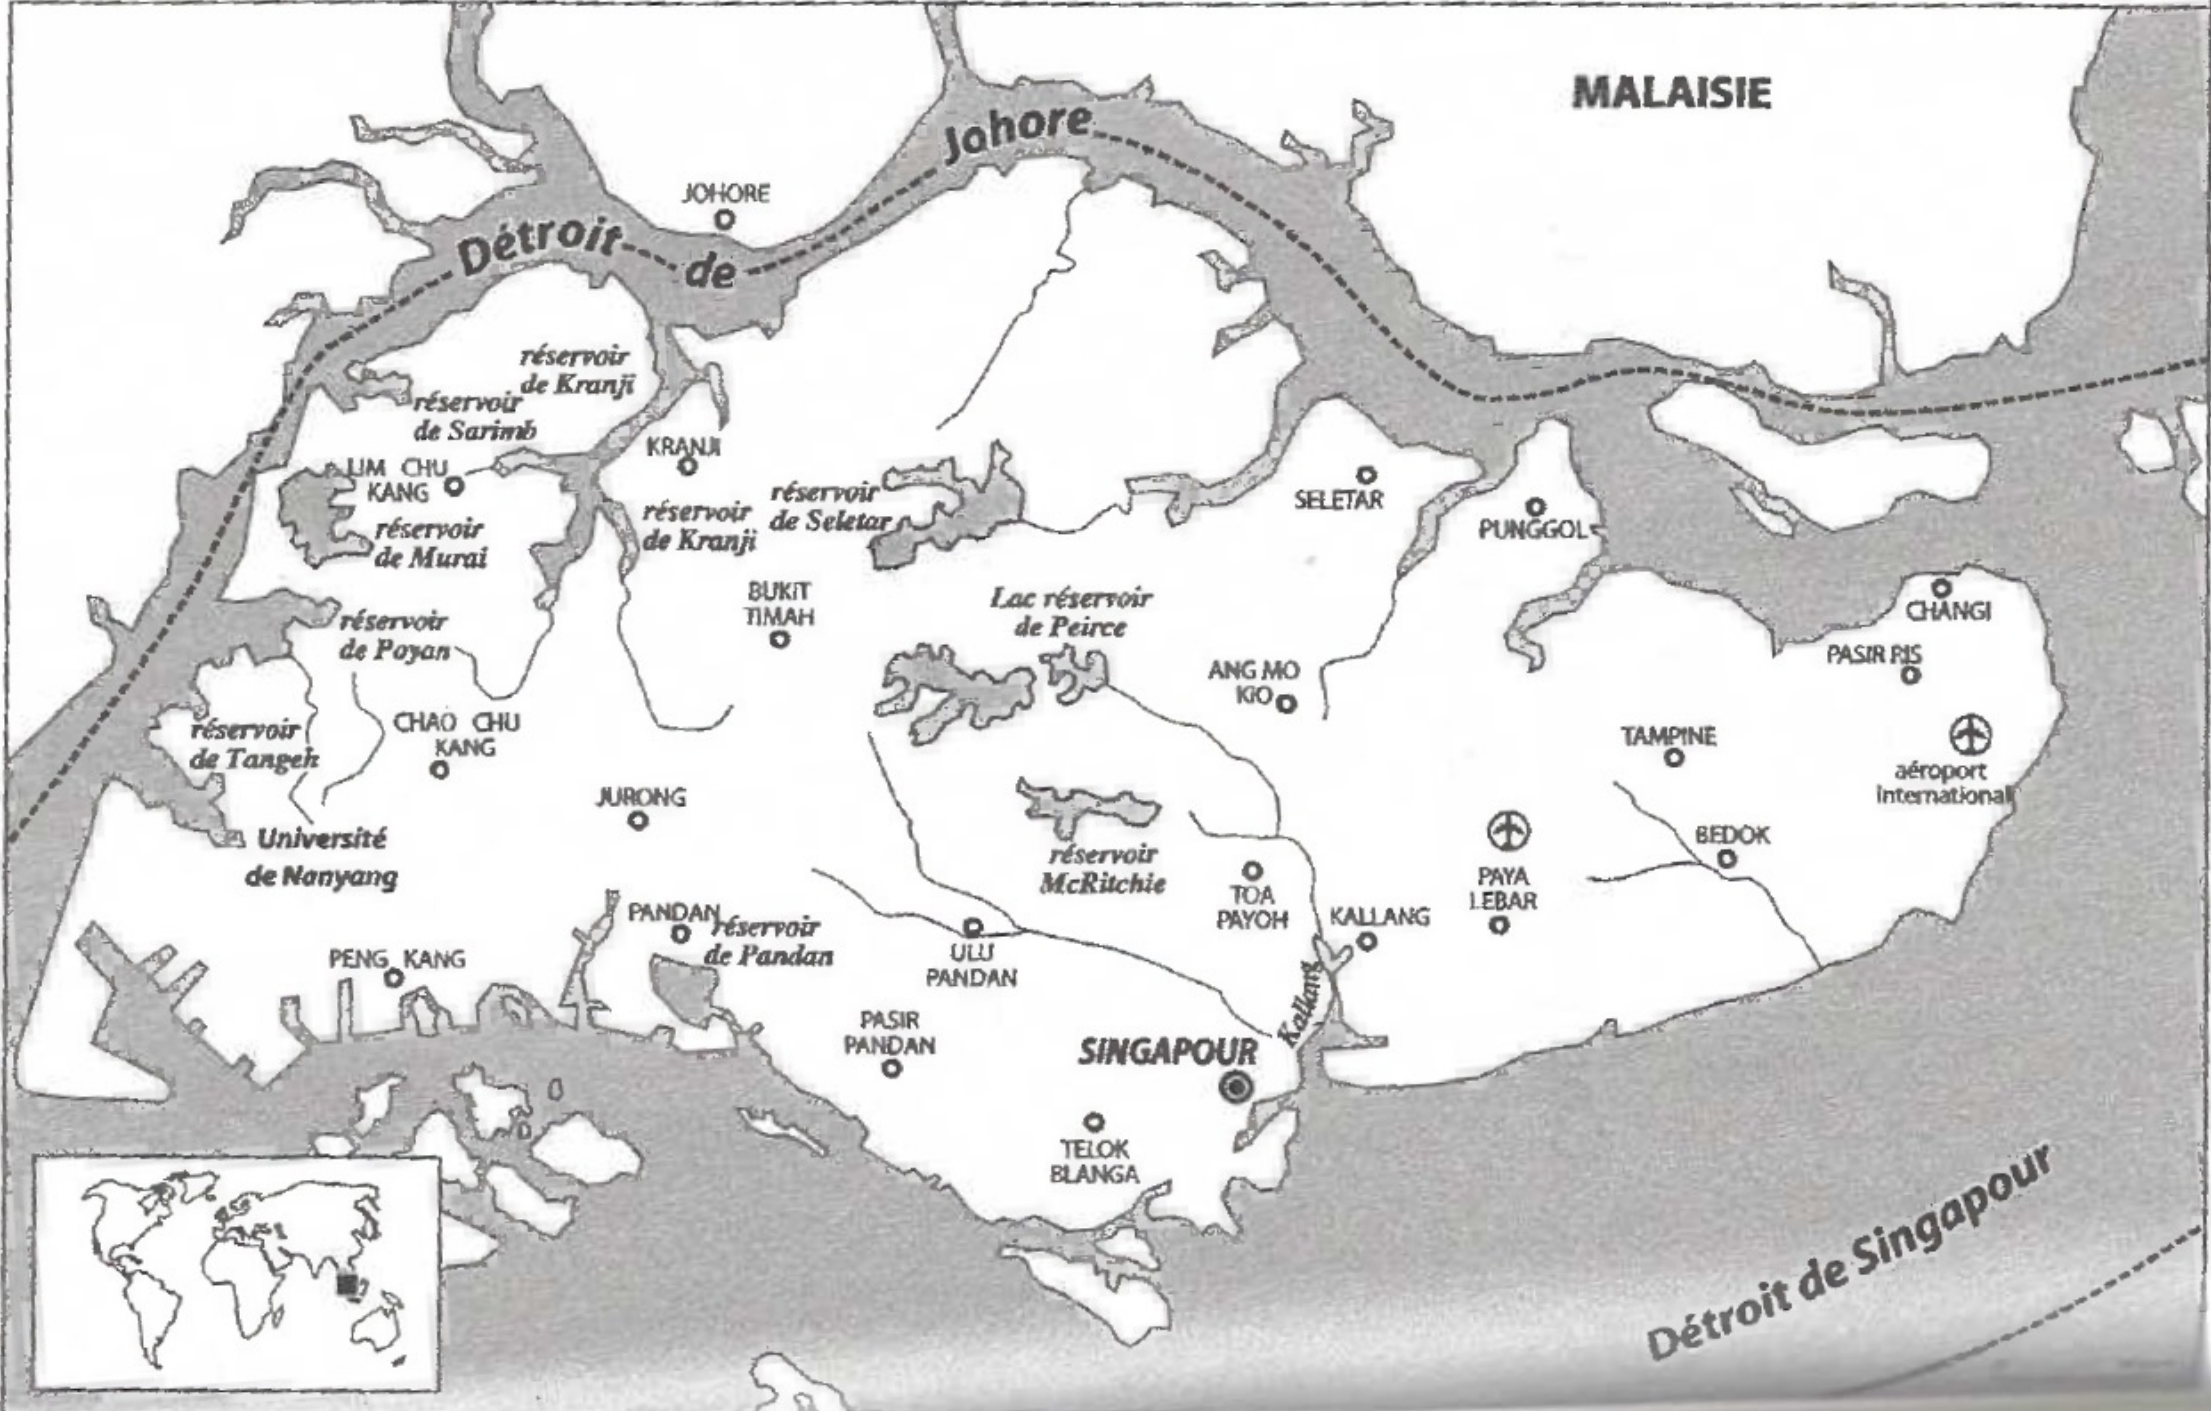 MALAISIE
Détroit de Johore
JOHORE
réservoir
de Kranji
réservoir
de Sarimb
LIM CHU
KANG
réservoir
de Murai
KRANJI
réservoir
de Kranji
réservoir
de Seletar
SELETAR
PUNGGOL
BUKIT
TIMAH
Lac réservoir
de Peirce
CHANGI
PASIR RIS
réservoir
de Poyan
ANG MO
KIO
réservoir
de Tangeh
CHAO CHU
KANG
TAMPINE
aéroport
international
JURONG
Université
de Nanyang
réservoir
McRitchie
BEDOK
PAYA
LEBAR
TOA
PAYOH
KALLANG
PANDAN
réservoir
de Pandan
PENG KANG
ULU
PANDAN
Kallang
PASIR
PANDAN
SINGAPOUR
TELOK
BLANGA
Détroit de Singapour